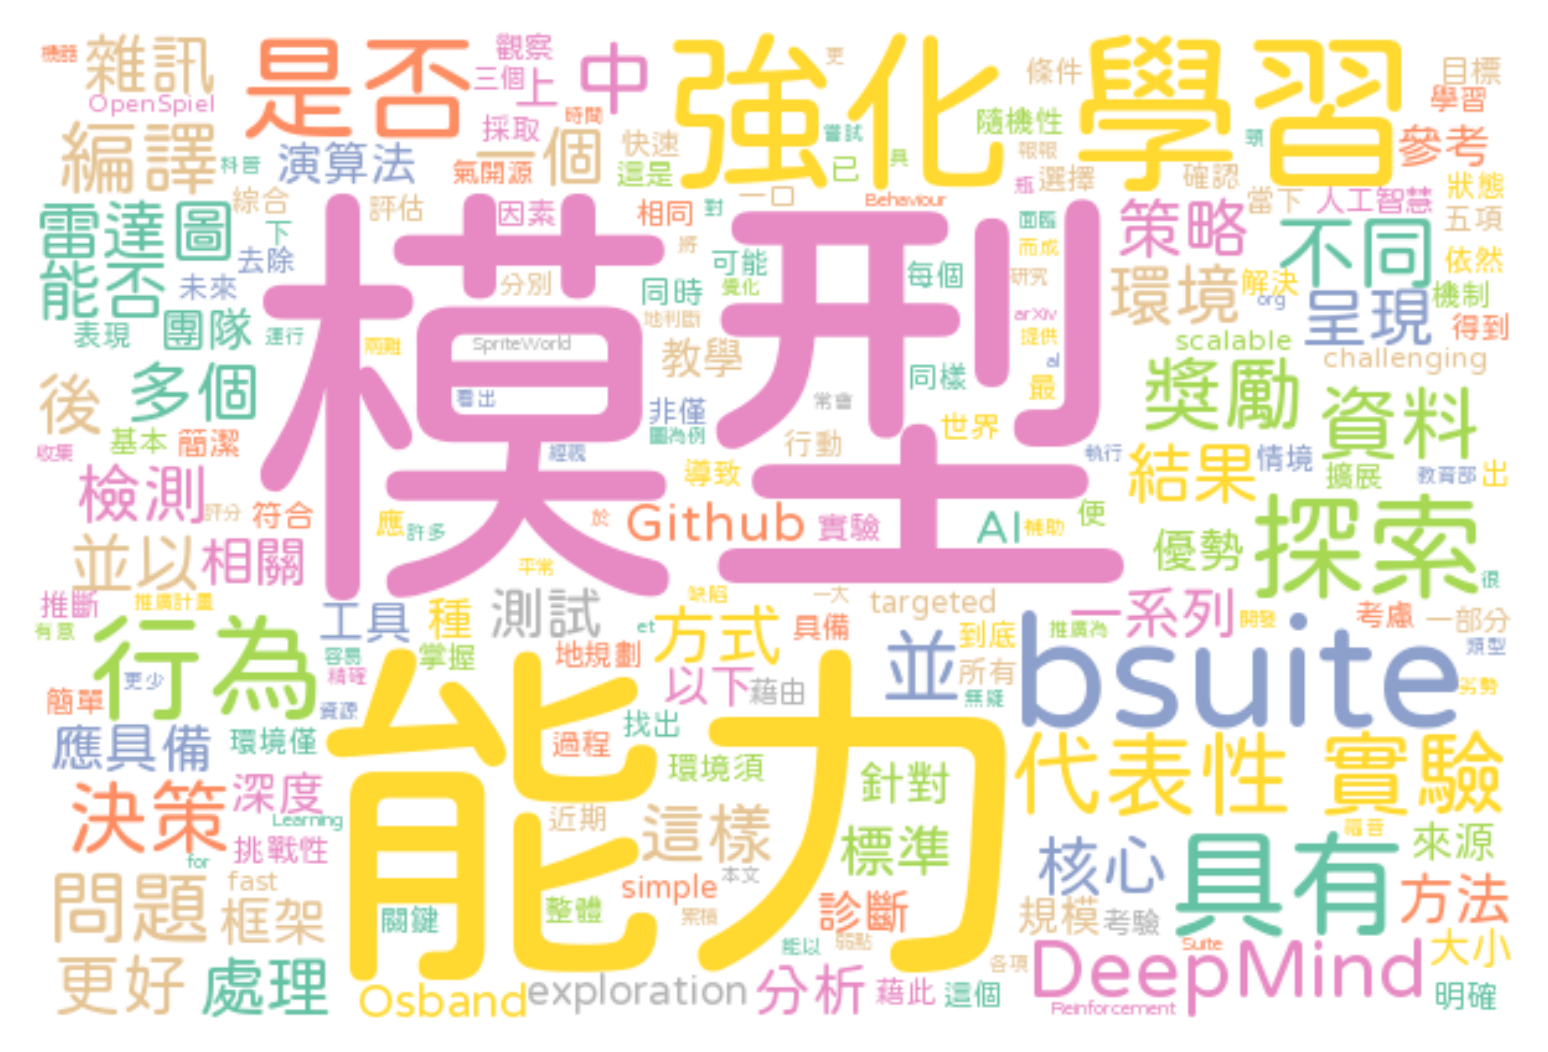 機器
雜訊
是否
觀察
三個
上
中
強化
更
學習
條件
目標
OpenSpiel
時間
採取
一個
快速
嘗試
隨機性
學習
參考
編譯
科普
演算法
氣開源
這是
已
具
報報
選擇
確認
狀態
綜合
評估
因素
相同
對
一口
Behaviour
瓶
頸
當下
人工智慧
五項
雷達圖
下
去除
模型
將
可能
每個
面臨
而成
策略
不同
依然
能否
未來
分別
同時
優化
研究
環境
解決
org
呈現
機制
表現
團隊
運行
兩難
SpriteWorld
地利斷
教學
arXiv
提供
al
scalable
得到
challenging
後
多個
看出
非僅
同樣
常會
最
獎勵
資料
基本
簡潔
圖為例
行動
世界
收集
經視
導致
執行
結果
情境
擴展
教育部
出
檢測
評分
符合
應
許多
於
Github
實驗
AI
補助
便
優勢
探索
並以
相關
平常
很
推斷
推廣計畫
工具
種
測試
缺陷
一大
targeted
一系列
開發
考慮
一部分
有意
行為
容易
掌握
et
地規劃
方式
具備
並
到底
推廣為
bsuite
類型
簡單
更少
精確
資源
能力
以下
藉由
所有
無疑
劣勢
應具備
環境僅
找出
過程
環境須
針對
代表性
實驗
決策
深度
Learning
近期
這樣
標準
福音
來源
for
挑戰性
simple
本文
核心
具有
問題
fast
框架
關鍵
整體
累積
診斷
規模
考驗
方法
更好
處理
能以
弱點
各項
Suite
大小
Osband
exploration
分析
藉此
這個
DeepMind
Reinforcement
明確